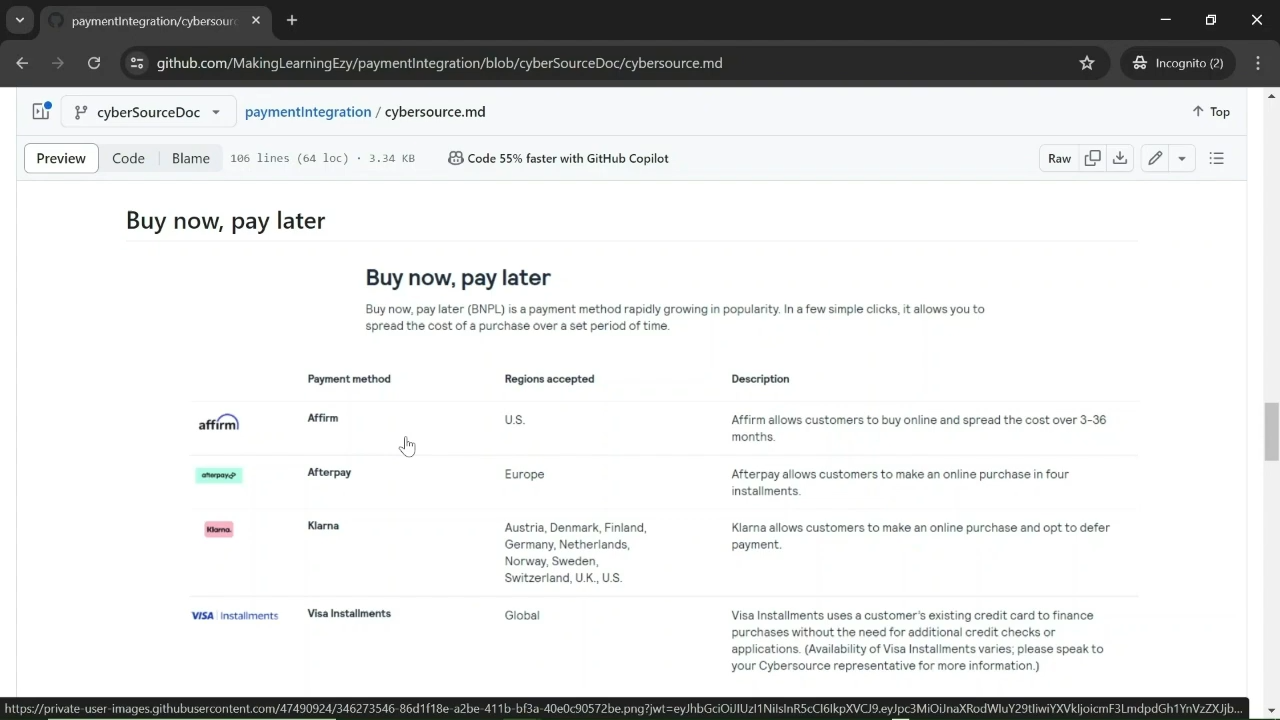 paymentIntegration/cybersourc
github.com/MakingLearningEzy/paymentIntegration/blob/cyberSourceDoc/cybersource.md
Incognito (2)
cyberSourceDoc
paymentIntegration / cybersource.md
Top
Preview
Code
Blame
106 lines (64 loc) · 3.34 KB
Code 55% faster with GitHub Copilot
Raw
Buy now, pay later
Buy now, pay later
Buy now, pay later (BNPL) is a payment method rapidly growing in popularity. In a few simple clicks, it allows you to
spread the cost of a purchase over a set period of time.
Payment method
Regions accepted
Description
affirm
Affirm
U.S.
Affirm allows customers to buy online and spread the cost over 3-36
months.
afterpay
Afterpay
Europe
Afterpay allows customers to make an online purchase in four
installments.
Klarna.
Klarna
Austria, Denmark, Finland,
Germany, Netherlands,
Norway, Sweden,
Switzerland, U.K., U.S.
Klarna allows customers to make an online purchase and opt to defer
payment.
VISA Installments
Visa Installments
Global
Visa Installments uses a customer's existing credit card to finance
purchases without the need for additional credit checks or
applications. (Availability of Visa Installments varies; please speak to
your Cybersource representative for more information.)